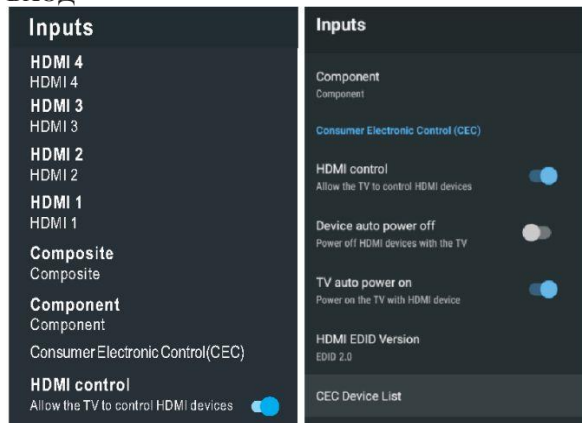 ВХОД
Inputs
HDMI 4
HDMI 4
HDMI 3
HDMI 3
HDMI 2
HDMI 2
HDMI 1
HDMI 1
Composite
Composite
Component
Component
Consumer Electronic Control(CEC)
HDMI control
Allow the TV to control HDMI devices
Inputs
Component
Component
Consumer Electronic Control (CEC)
HDMI control
Allow the TV to control HDMI devices
Device auto power off
Power off HDMI devices with the TV
TV auto power on
Power on the TV with HDMI device
HDMI EDID Version
EDID 2.0
CEC Device List